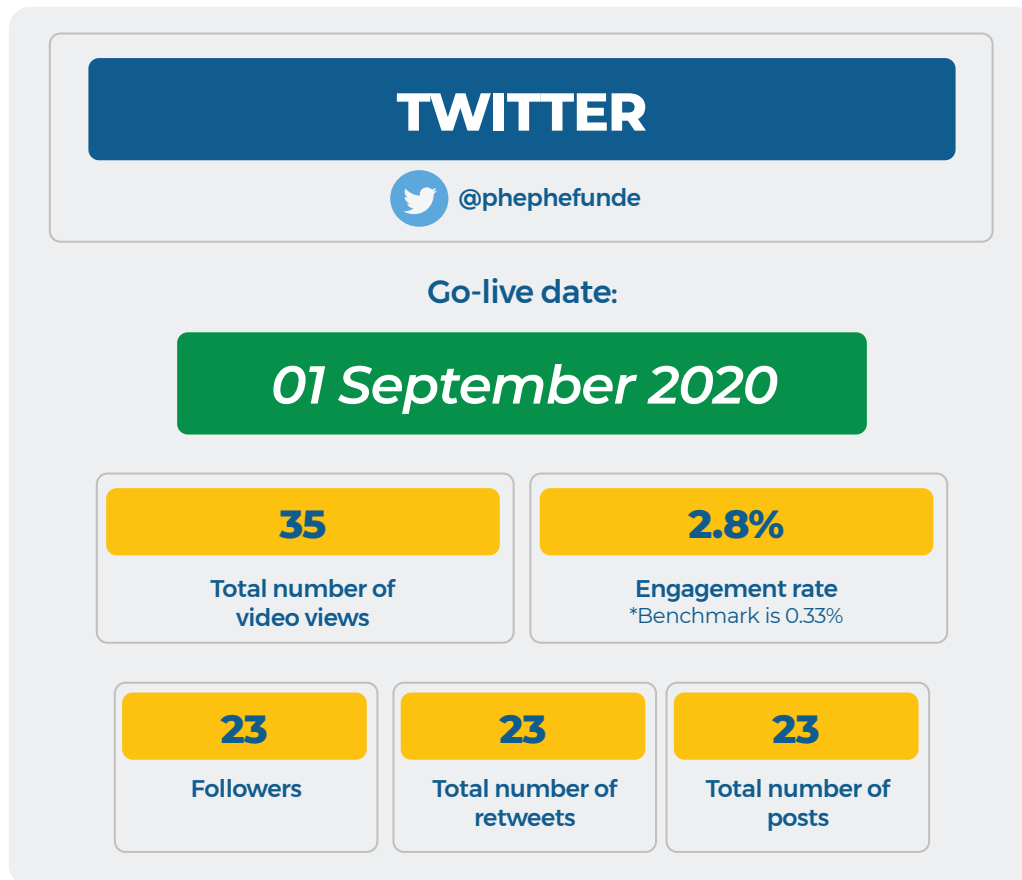 TWITTER
@phephefunde
Go-live date:
01 September 2020
35
Total number of
video views
2.8%
Engagement rate
*Benchmark is 0.33%
23
Followers
23
Total number of
retweets
23
Total number of
posts